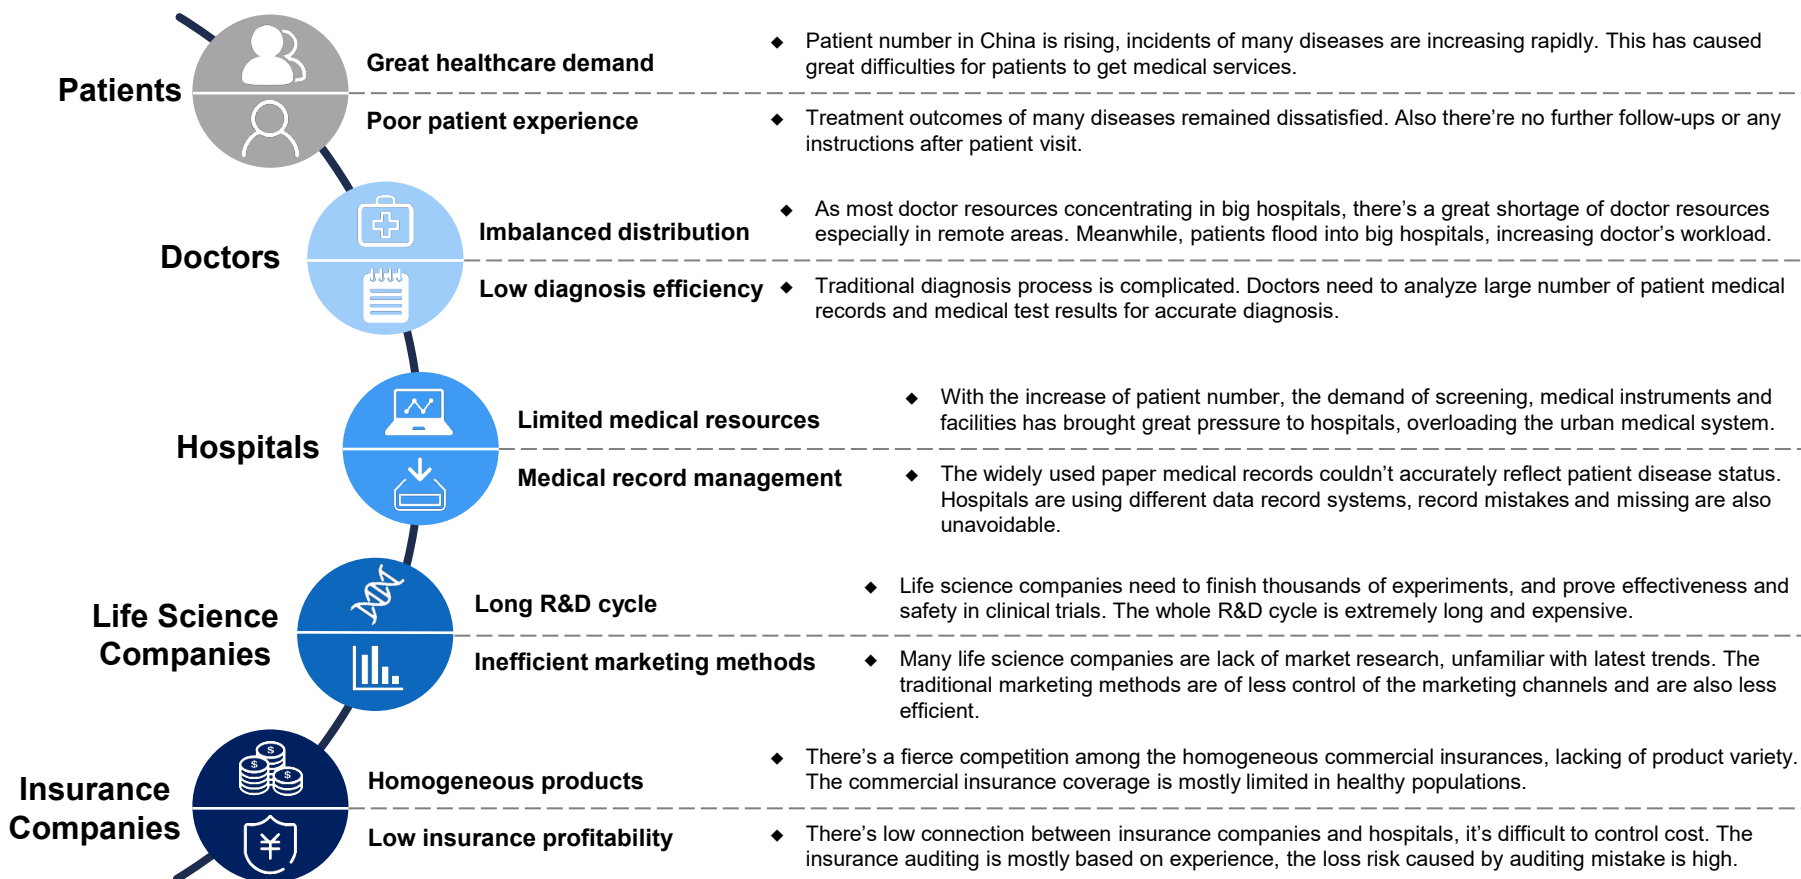 Patients
Great healthcare demand
◆ Patient number in China is rising, incidents of many diseases are increasing rapidly. This has caused
great difficulties for patients to get medical services.
Poor patient experience
◆ Treatment outcomes of many diseases remained dissatisfied. Also there’re no further follow-ups or any
instructions after patient visit.
Doctors
Imbalanced distribution
◆ As most doctor resources concentrating in big hospitals, there’s a great shortage of doctor resources
especially in remote areas. Meanwhile, patients flood into big hospitals, increasing doctor’s workload.
Low diagnosis efficiency
◆ Traditional diagnosis process is complicated. Doctors need to analyze large number of patient medical
records and medical test results for accurate diagnosis.
Hospitals
Limited medical resources
◆ With the increase of patient number, the demand of screening, medical instruments and
facilities has brought great pressure to hospitals, overloading the urban medical system.
Medical record management
◆ The widely used paper medical records couldn’t accurately reflect patient disease status.
Hospitals are using different data record systems, record mistakes and missing are also
unavoidable.
Life Science
Companies
Long R&D cycle
◆ Life science companies need to finish thousands of experiments, and prove effectiveness and
safety in clinical trials. The whole R&D cycle is extremely long and expensive.
Inefficient marketing methods
◆ Many life science companies are lack of market research, unfamiliar with latest trends. The
traditional marketing methods are of less control of the marketing channels and are also less
efficient.
Insurance
Companies
$
$
$
Homogeneous products
◆ There’s a fierce competition among the homogeneous commercial insurances, lacking of product variety.
The commercial insurance coverage is mostly limited in healthy populations.
¥
Low insurance profitability
◆ There’s low connection between insurance companies and hospitals, it’s difficult to control cost. The
insurance auditing is mostly based on experience, the loss risk caused by auditing mistake is high.